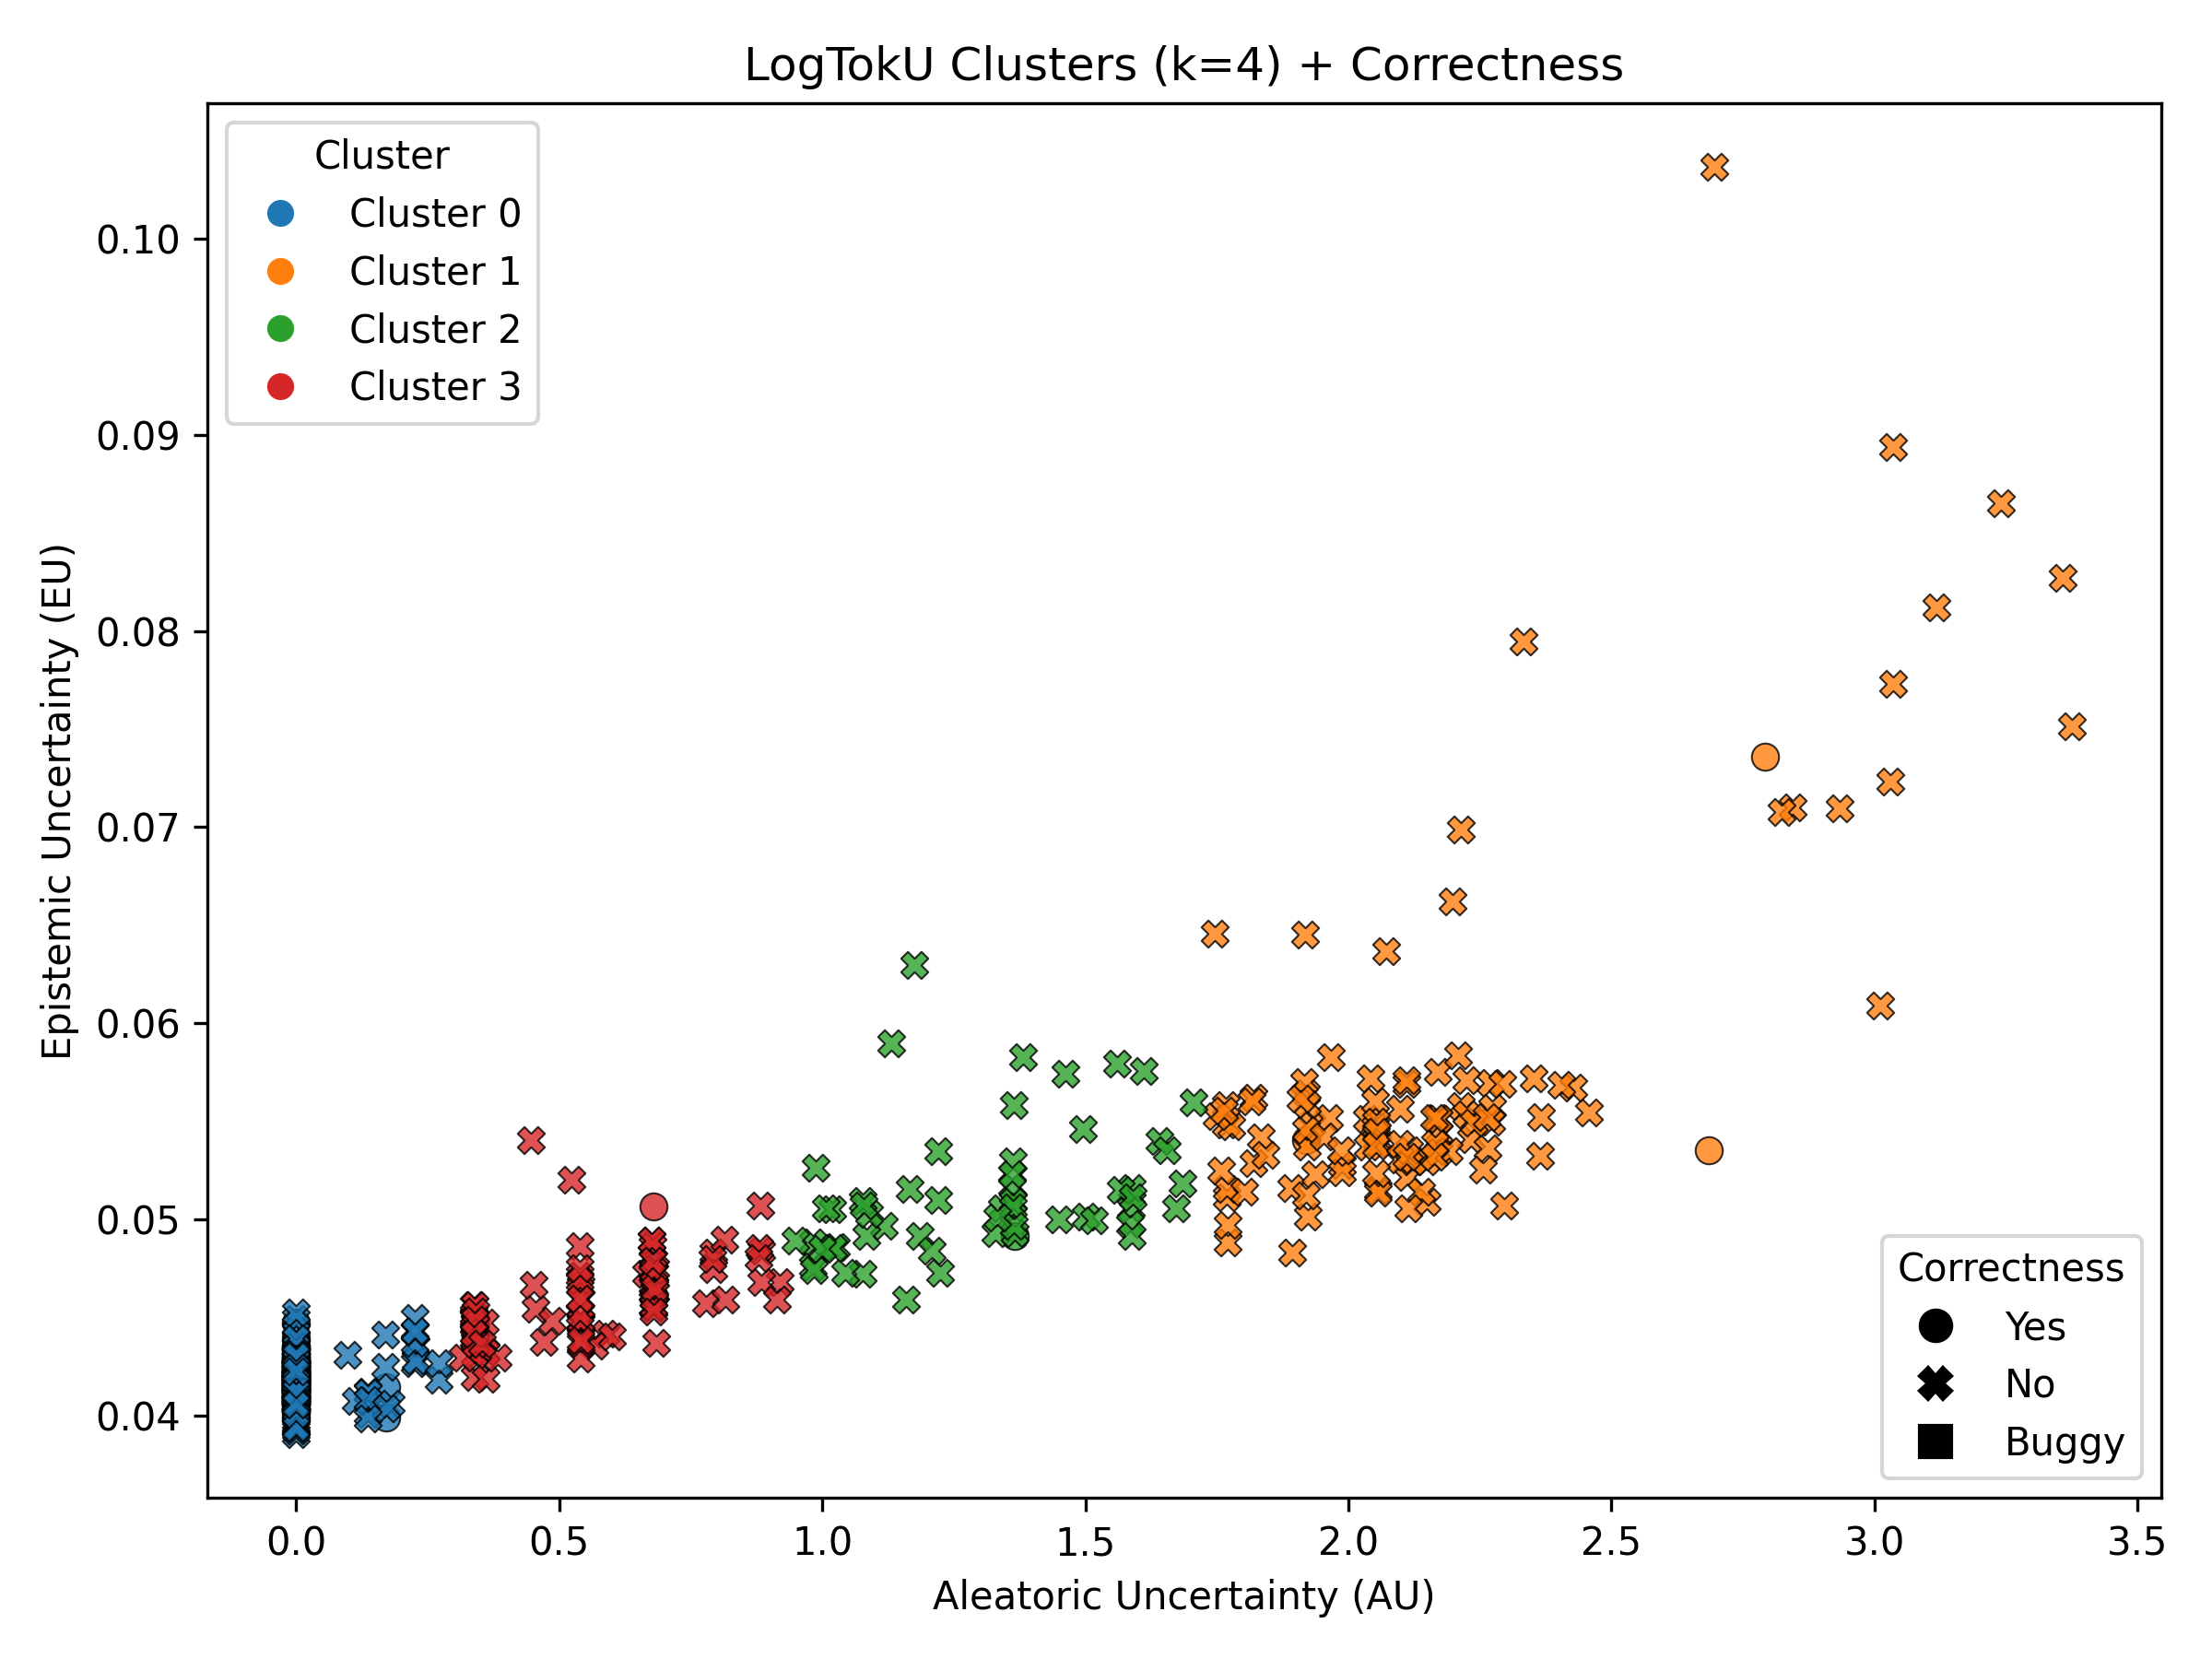 LogTokU Clusters (k=4) + Correctness
Cluster
Cluster 0
Cluster 1
Cluster 2
Cluster 3
0.10
0.09
0.08
0.07
0.06
0.05
0.04
Epistemic Uncertainty (EU)
Correctness
Yes
No
Buggy
0.0 0.5 1.0 1.5 2.0 2.5 3.0 3.5
Aleatoric Uncertainty (AU)